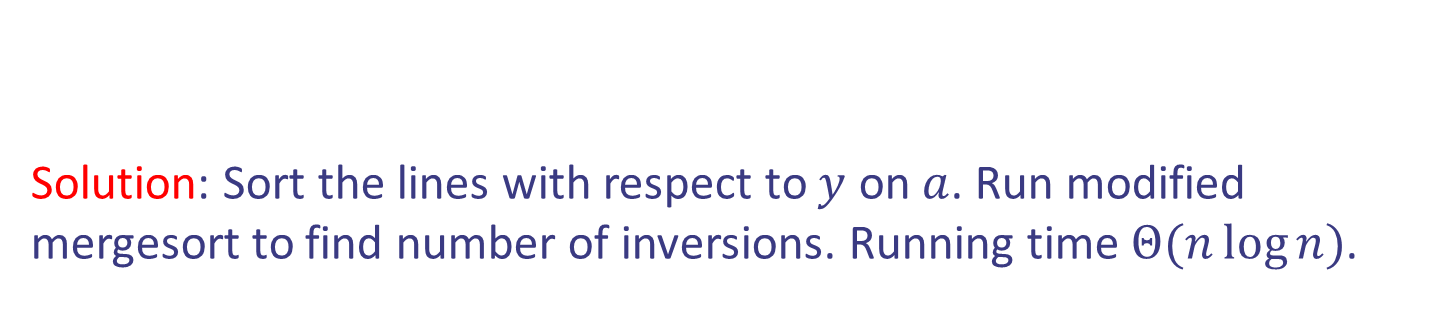 Solution: Sort the lines with respect to y on a. Run modified
mergesort to find number of inversions. Running time Θ(n log n).